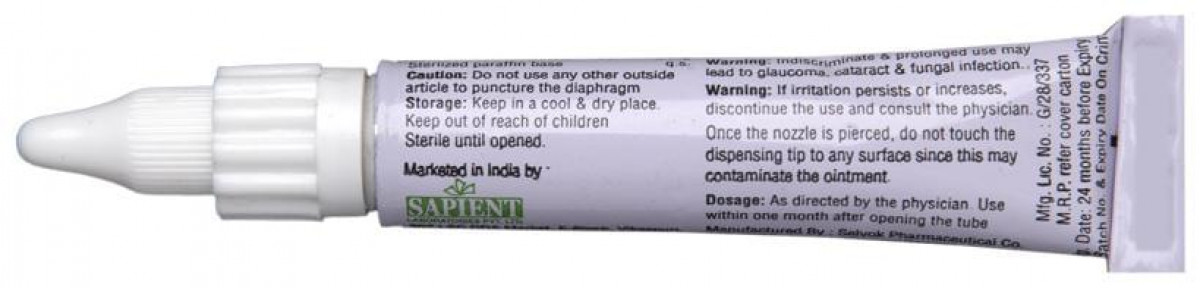 Sterilized paraffin base q.s.
Caution: Do not use any other outside
article to puncture the diaphragm
Storage: Keep in a cool & dry place.
Keep out of reach of children
Sterile until opened.
Marketed in India by
SAPIENT
LABORATORIES PVT. LTD.
Warning: Indiscriminate & prolonged use may
lead to glaucoma, cataract & fungal infection..
Warning: If irritation persists or increases,
discontinue the use and consult the physician.
Once the nozzle is pierced, do not touch the
dispensing tip to any surface since this may
contaminate the ointment.
Dosage: As directed by the physician. Use
within one month after opening the tube
Manufactured By : Selvok Pharmaceutical Co.
Mfg. Lic. No. : G/28/337
M.R.P. refer cover carton
Date: 24 months before Expiry
Batch No. & Expiry Date On Crim